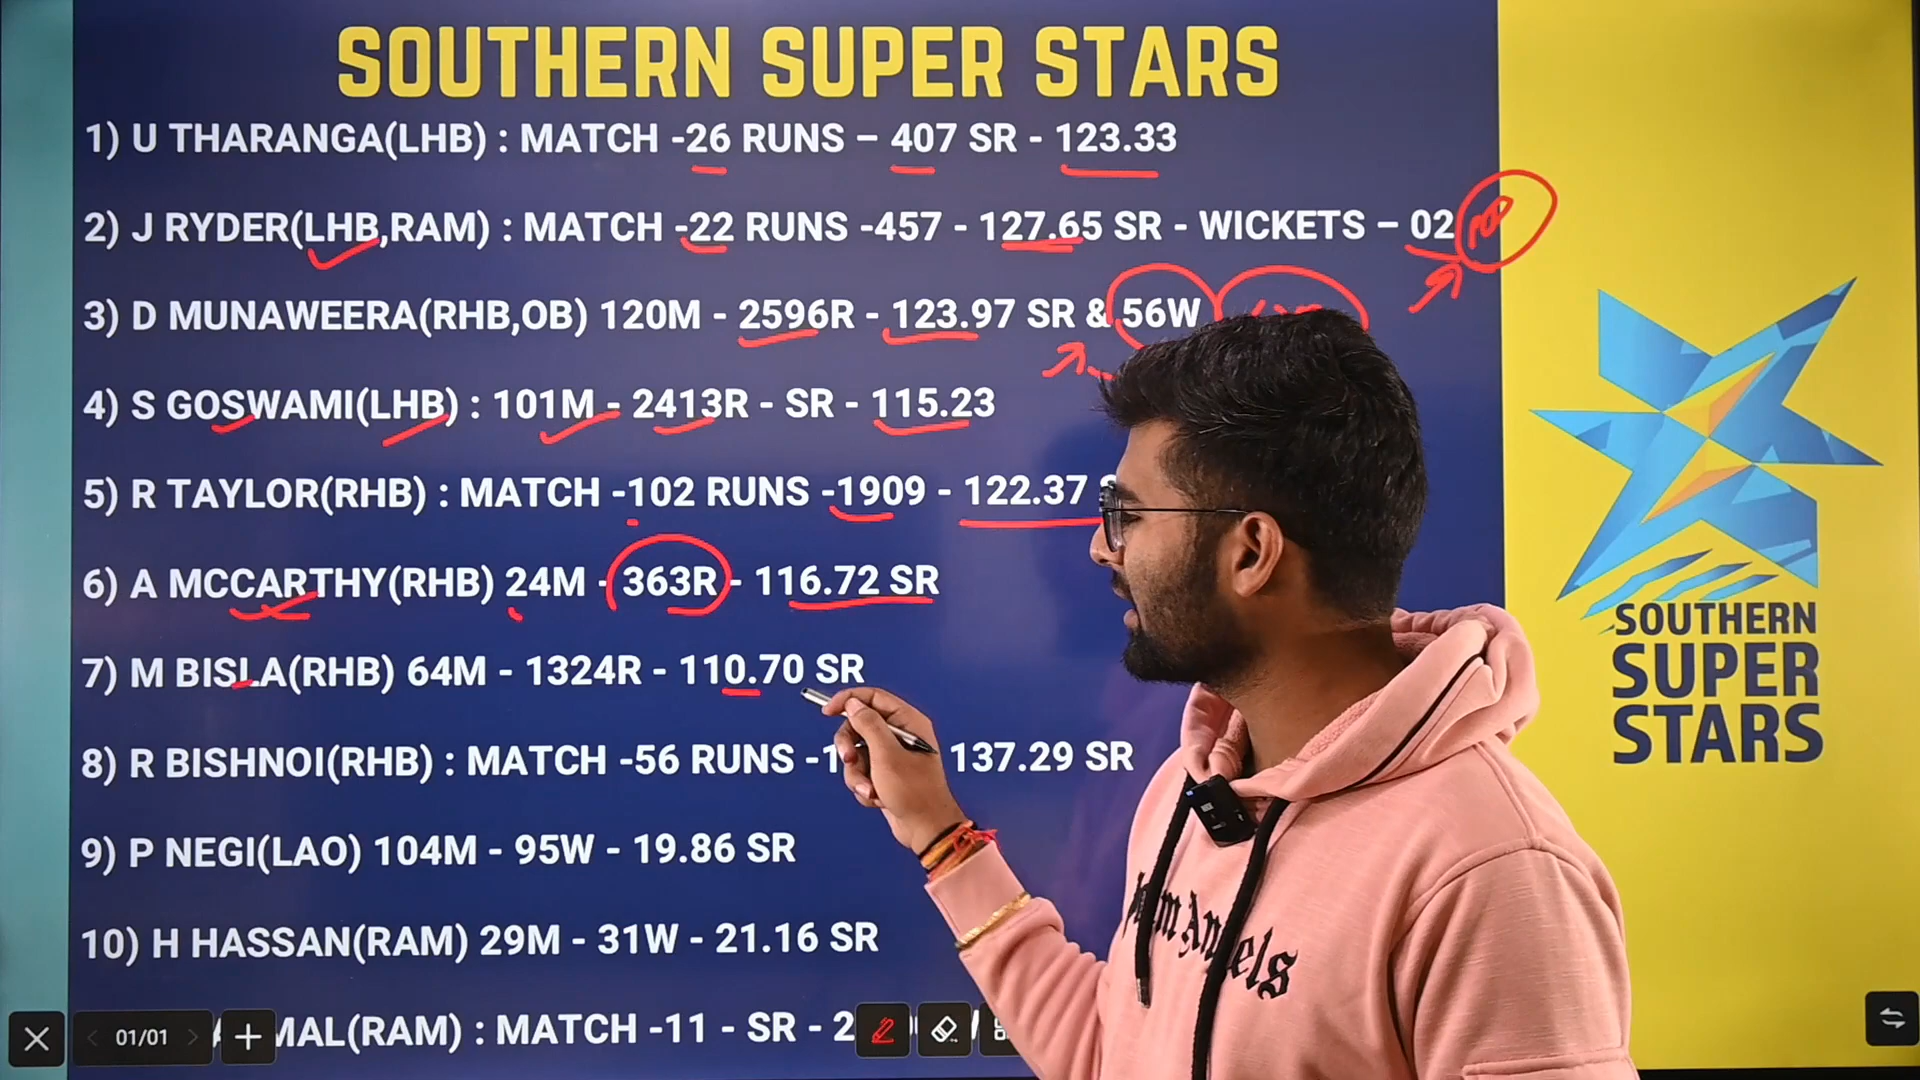 SOUTHERN SUPER STARS
1) U THARANGA(LHB) : MATCH -26 RUNS – 407 SR - 123.33
2) J RYDER(LHB,RAM) : MATCH -22 RUNS -457 - 127.65 SR - WICKETS – 02
3) D MUNAWEERA(RHB,OB) 120M - 2596R - 123.97 SR & 56W
4) S GOSWAMI(LHB) : 101M - 2413R - SR - 115.23
5) R TAYLOR(RHB) : MATCH -102 RUNS -1909 - 122.37
6) A MCCARTHY(RHB) 24M - 363R - 116.72 SR
7) M BISLA(RHB) 64M - 1324R - 110.70 SR
8) R BISHNOI(RHB) : MATCH -56 RUNS 137.29 SR
9) P NEGI(LAO) 104M - 95W - 19.86 SR
10) H HASSAN(RAM) 29M - 31W - 21.16 SR
: MATCH -11 - SR -
01/01
SOUTHERN
SUPER
STARS